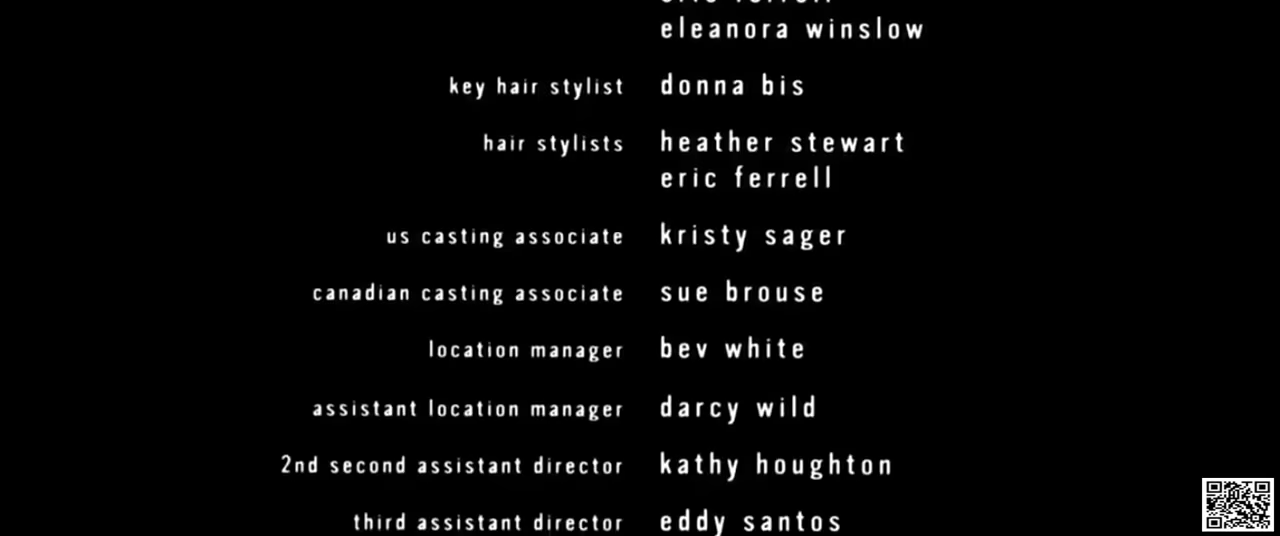 eleanora winslow
key hair stylist donna bis
hair stylists heather stewart
eric ferrell
us casting associate kristy sager
canadian casting associate sue brouse
location manager bev white
assistant location manager darcy wild
2nd second assistant director kathy houghton
third assistant director eddy santos